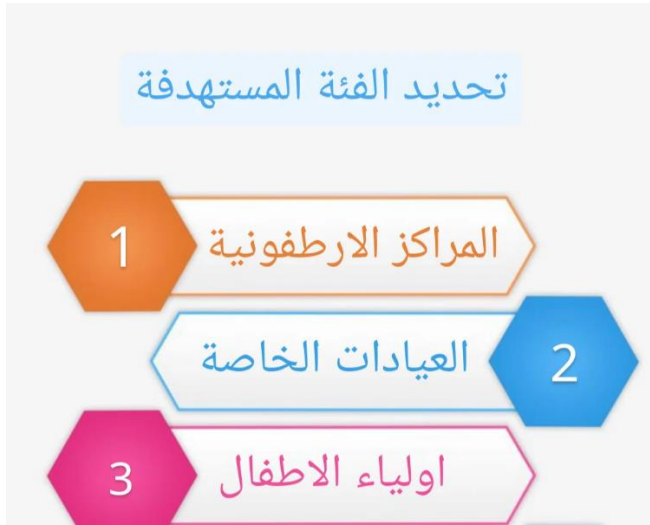 تحديد الفئة المستهدفة
1 المراكز الارطفونية
2 العيادات الخاصة
3 اولياء الاطفال